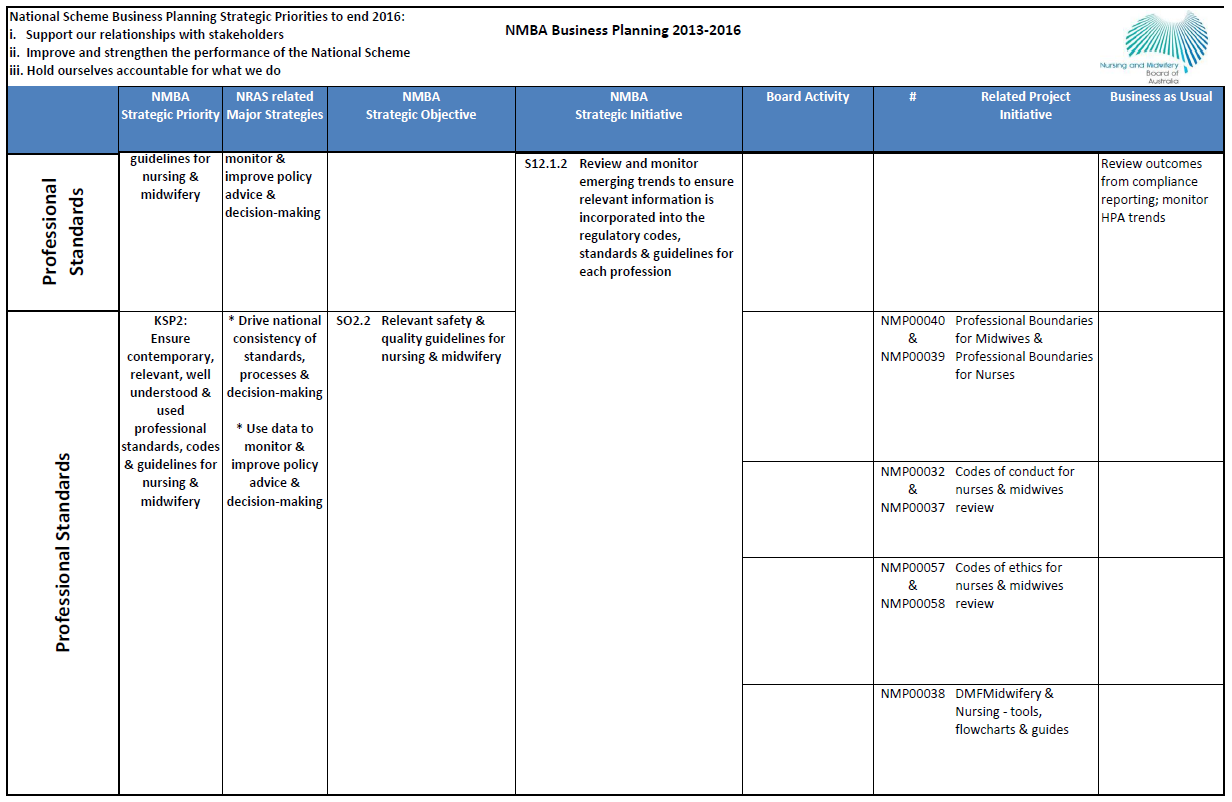 National Scheme Business Planning Strategic Priorities to end 2016:
i. Support our relationships with stakeholders
ii. Improve and strengthen the performance of the National Scheme
iii. Hold ourselves accountable for what we do
NMBA Business Planning 2013-2016
Nursing and Midwifery
Board of
Australia
NMBA
Strategic Priority
NRAS related
Major Strategies
NMBA
Strategic Objective
NMBA
Strategic Initiative
Board Activity
#
Related Project
Initiative
Business as Usual
Professional
Standards
guidelines for
nursing &
midwifery
monitor &
improve policy
advice &
decision-making
S12.1.2 Review and monitor
emerging trends to ensure
relevant information is
incorporated into the
regulatory codes,
standards & guidelines for
each profession
Review outcomes
from compliance
reporting; monitor
HPA trends
Professional Standards
KSP2:
Ensure
contemporary,
relevant, well
understood &
used
professional
standards, codes
& guidelines for
nursing &
midwifery
* Drive national
consistency of
standards,
processes &
decision-making
* Use data to
monitor &
improve policy
advice &
decision-making
SO2.2 Relevant safety &
quality guidelines for
nursing & midwifery
NMP00040
&
NMP00039
Professional Boundaries
for Midwives &
Professional Boundaries
for Nurses
NMP00032
&
NMP00037
Codes of conduct for
nurses & midwives
review
NMP00057
&
NMP00058
Codes of ethics for
nurses & midwives
review
NMP00038
DMFMidwifery &
Nursing - tools,
flowcharts & guides